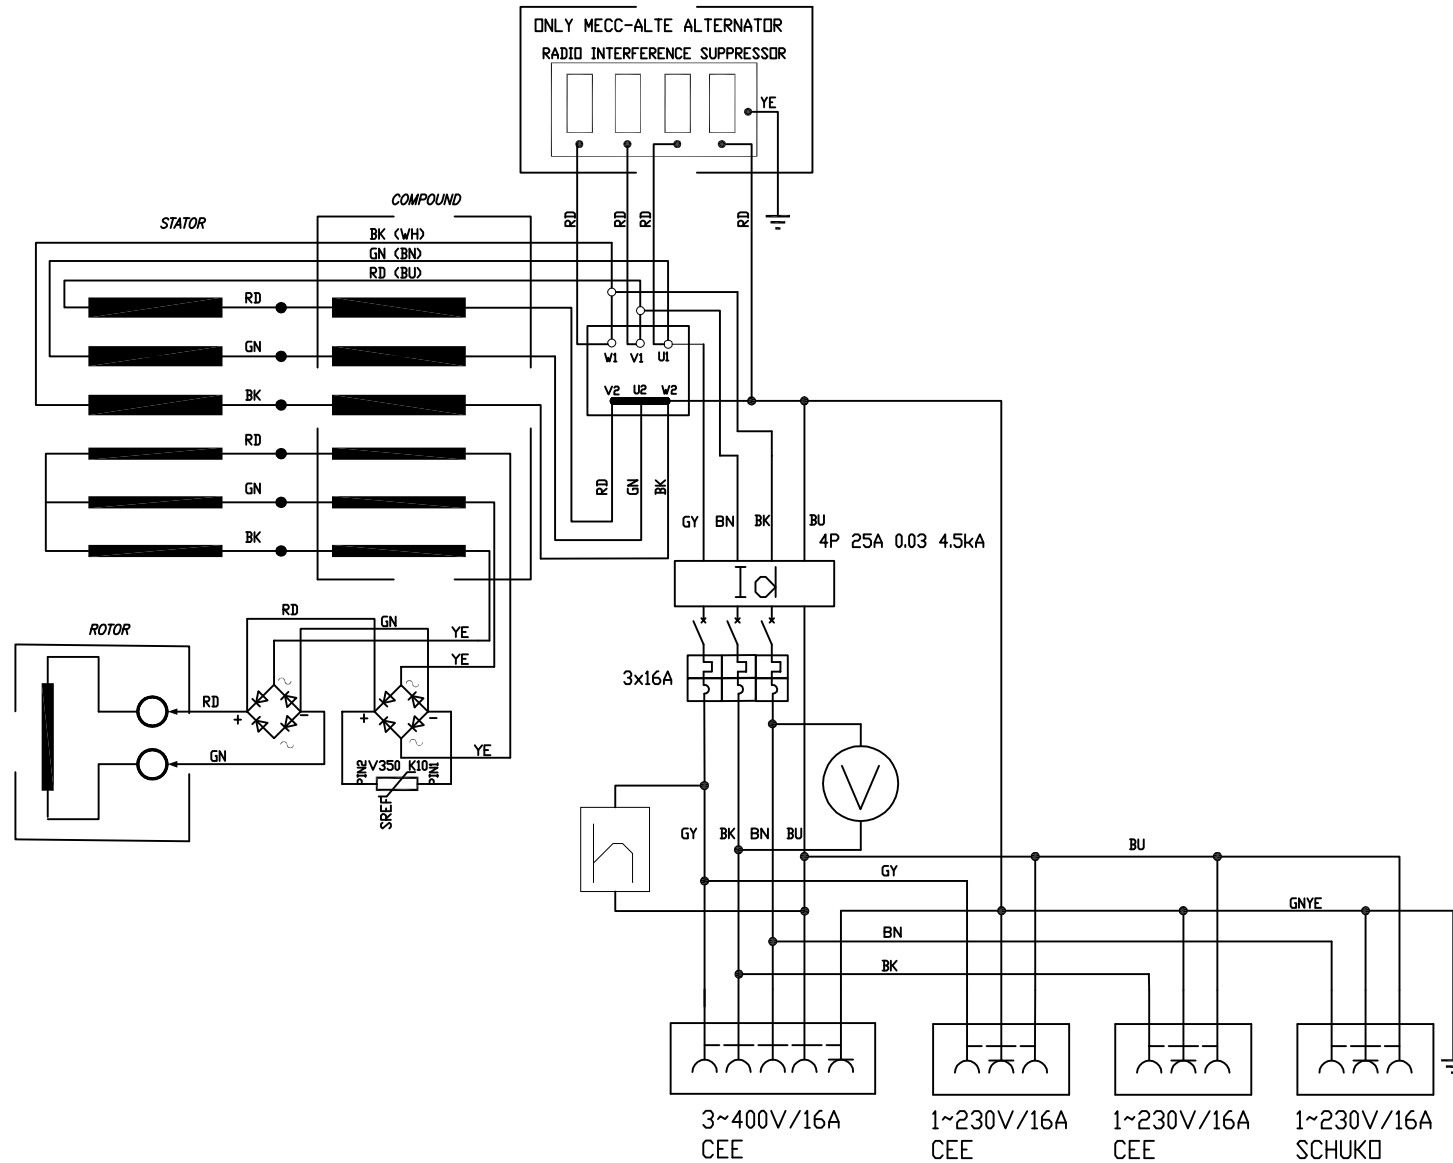 ONLY MECC-ALTE ALTERNATOR
RADIO INTERFERENCE SUPPRESSOR
YE
COMPOUND
STATOR
RD RD RD RD
BK (WH)
GN (BN)
RD (BU)
RD
GN
W1 V1 U1
V2 U2 W2
BK
RD
GN
BK
RD GN BK
GY BN BK BU
4P 25A 0.03 4.5kA
Id
RD
GN
ROTOR
YE
YE
3x16A
RD
+ -
+ -
GN
YE
PIN2 V350 K10 PIN1
SREF
V
h
GY BK BN BU
BU
GY
GNYE
BN
BK
3~400V/16A
CEE
1~230V/16A
CEE
1~230V/16A
CEE
1~230V/16A
SCHUKO